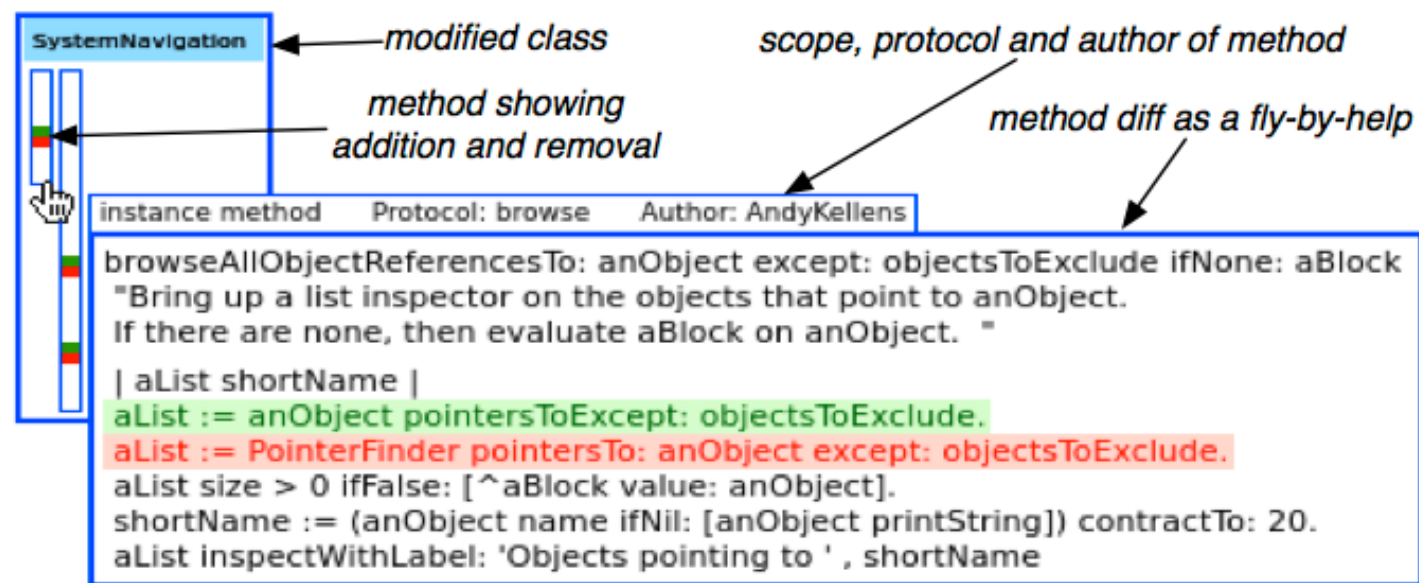 SystemNavigation
modified class
scope, protocol and author of method
method showing
addition and removal
method diff as a fly-by-help
instance method Protocol: browse Author: AndyKellens
browseAllObjectReferencesTo: anObject except: objectsToExclude ifNone: aBlock
"Bring up a list inspector on the objects that point to anObject.
If there are none, then evaluate aBlock on anObject. "
| aList shortName |
aList := anObject pointersToExcept: objectsToExclude.
aList := PointerFinder pointersTo: anObject except: objectsToExclude.
aList size > 0 ifFalse: [^aBlock value: anObject].
shortName := (anObject name ifNil: [anObject printString]) contractTo: 20.
aList inspectWithLabel: 'Objects pointing to ' , shortName